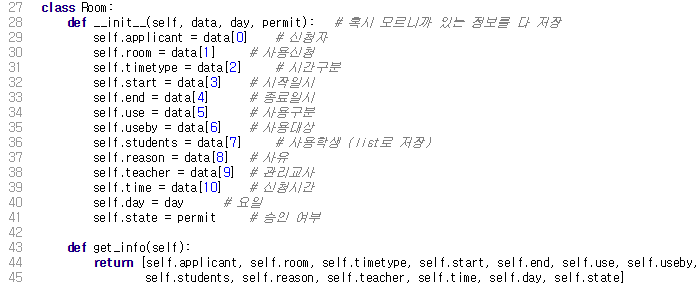 27 class Room:
28     def __init__(self, data, day, permit):   # 혹시 모르니까 있는 정보를 다 저장
29         self.applicant = data[0]    # 신청자
30         self.room = data[1]    # 사용신청
31         self.timetype = data[2]     # 시간구분
32         self.start = data[3]    # 시작일시
33         self.end = data[4]      # 종료일시
34         self.use = data[5]      # 사용구분
35         self.useby = data[6]    # 사용대상
36         self.students = data[7]     # 사용학생 (list로 저장)
37         self.reason = data[8]   # 사유
38         self.teacher = data[9]  # 관리교사
39         self.time = data[10]    # 신청시간
40         self.day = day      # 요일
41         self.state = permit     # 승인 여부
42
43     def get_info(self):
44         return [self.applicant, self.room, self.timetype, self.start, self.end, self.use, self.useby,
45                 self.students, self.reason, self.teacher, self.time, self.day, self.state]